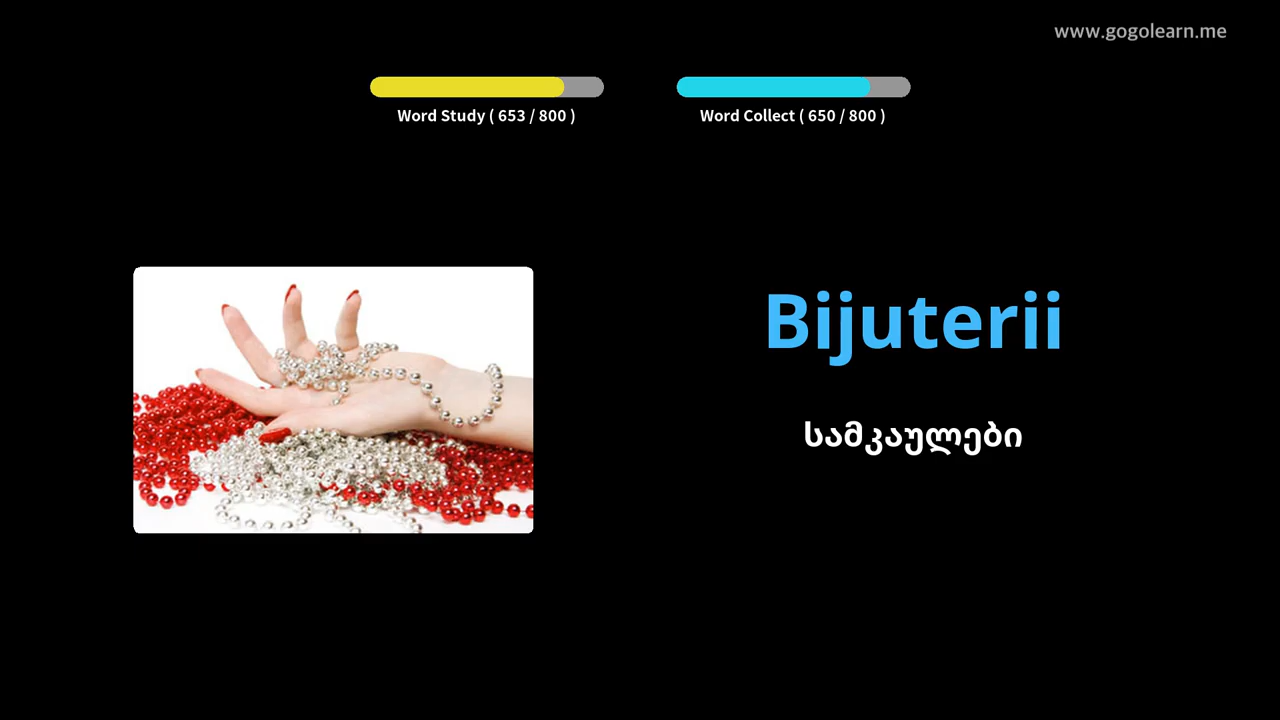 www.gogolearn.me
Word Study ( 653 / 800 )
Word Collect ( 650 / 800 )
Bijuterii
სამკაულები